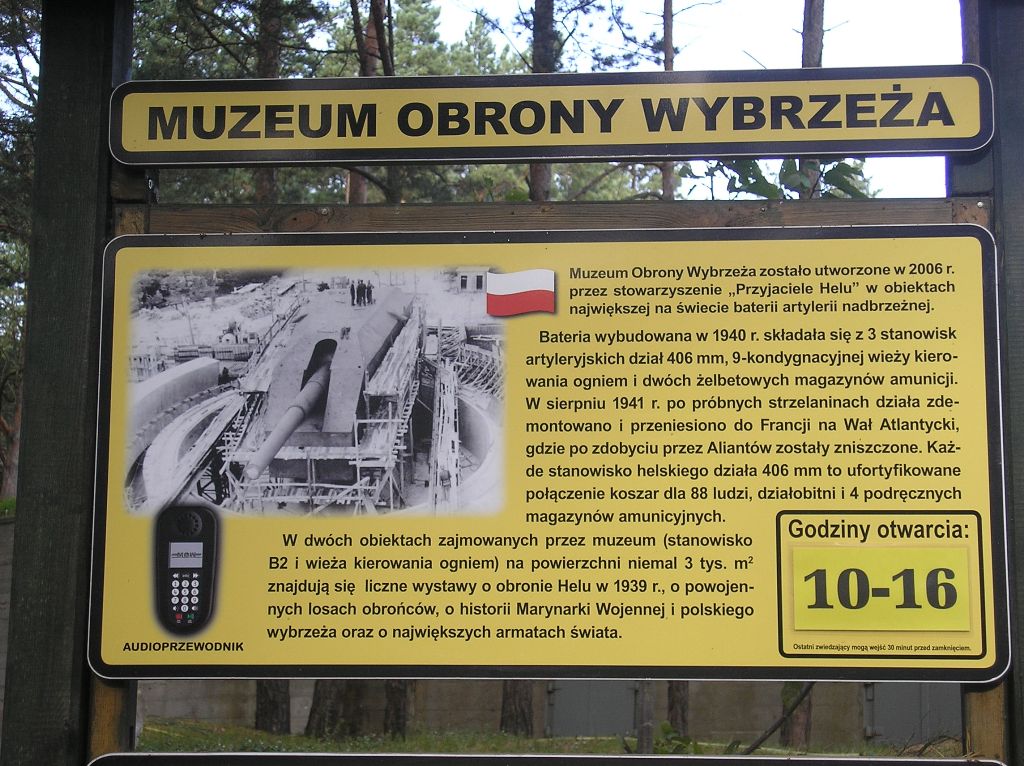 MUZEUM OBRONY WYBRZEŻA
Muzeum Obrony Wybrzeża zostało utworzone w 2006 r.
przez stowarzyszenie „Przyjaciele Helu” w obiektach
największej na świecie baterii artylerii nadbrzeżnej.
Bateria wybudowana w 1940 r. składała się z 3 stanowisk
artyleryjskich dział 406 mm, 9-kondygnacyjnej wieży kiero-
wania ogniem i dwóch żelbetowych magazynów amunicji.
W sierpniu 1941 r. po próbnych strzelaninach działa zde-
montowano i przeniesiono do Francji na Wał Atlantycki,
gdzie po zdobyciu przez Aliantów zostały zniszczone. Każ-
de stanowisko helskiego działa 406 mm to ufortyfikowane
połączenie koszar dla 88 ludzi, działobitni i 4 podręcznych
magazynów amunicyjnych.
W dwóch obiektach zajmowanych przez muzeum (stanowisko
B2 i wieża kierowania ogniem) na powierzchni niemal 3 tys. m²
znajdują się liczne wystawy o obronie Helu w 1939 r., o powojen-
nych losach obrońców, o historii Marynarki Wojennej i polskiego
wybrzeża oraz o największych armatach świata.
AUDIOPRZEWODNIK
Godziny otwarcia:
10-16
Ostatni zwiedzający mogą wejść 30 minut przed zamknięciem.